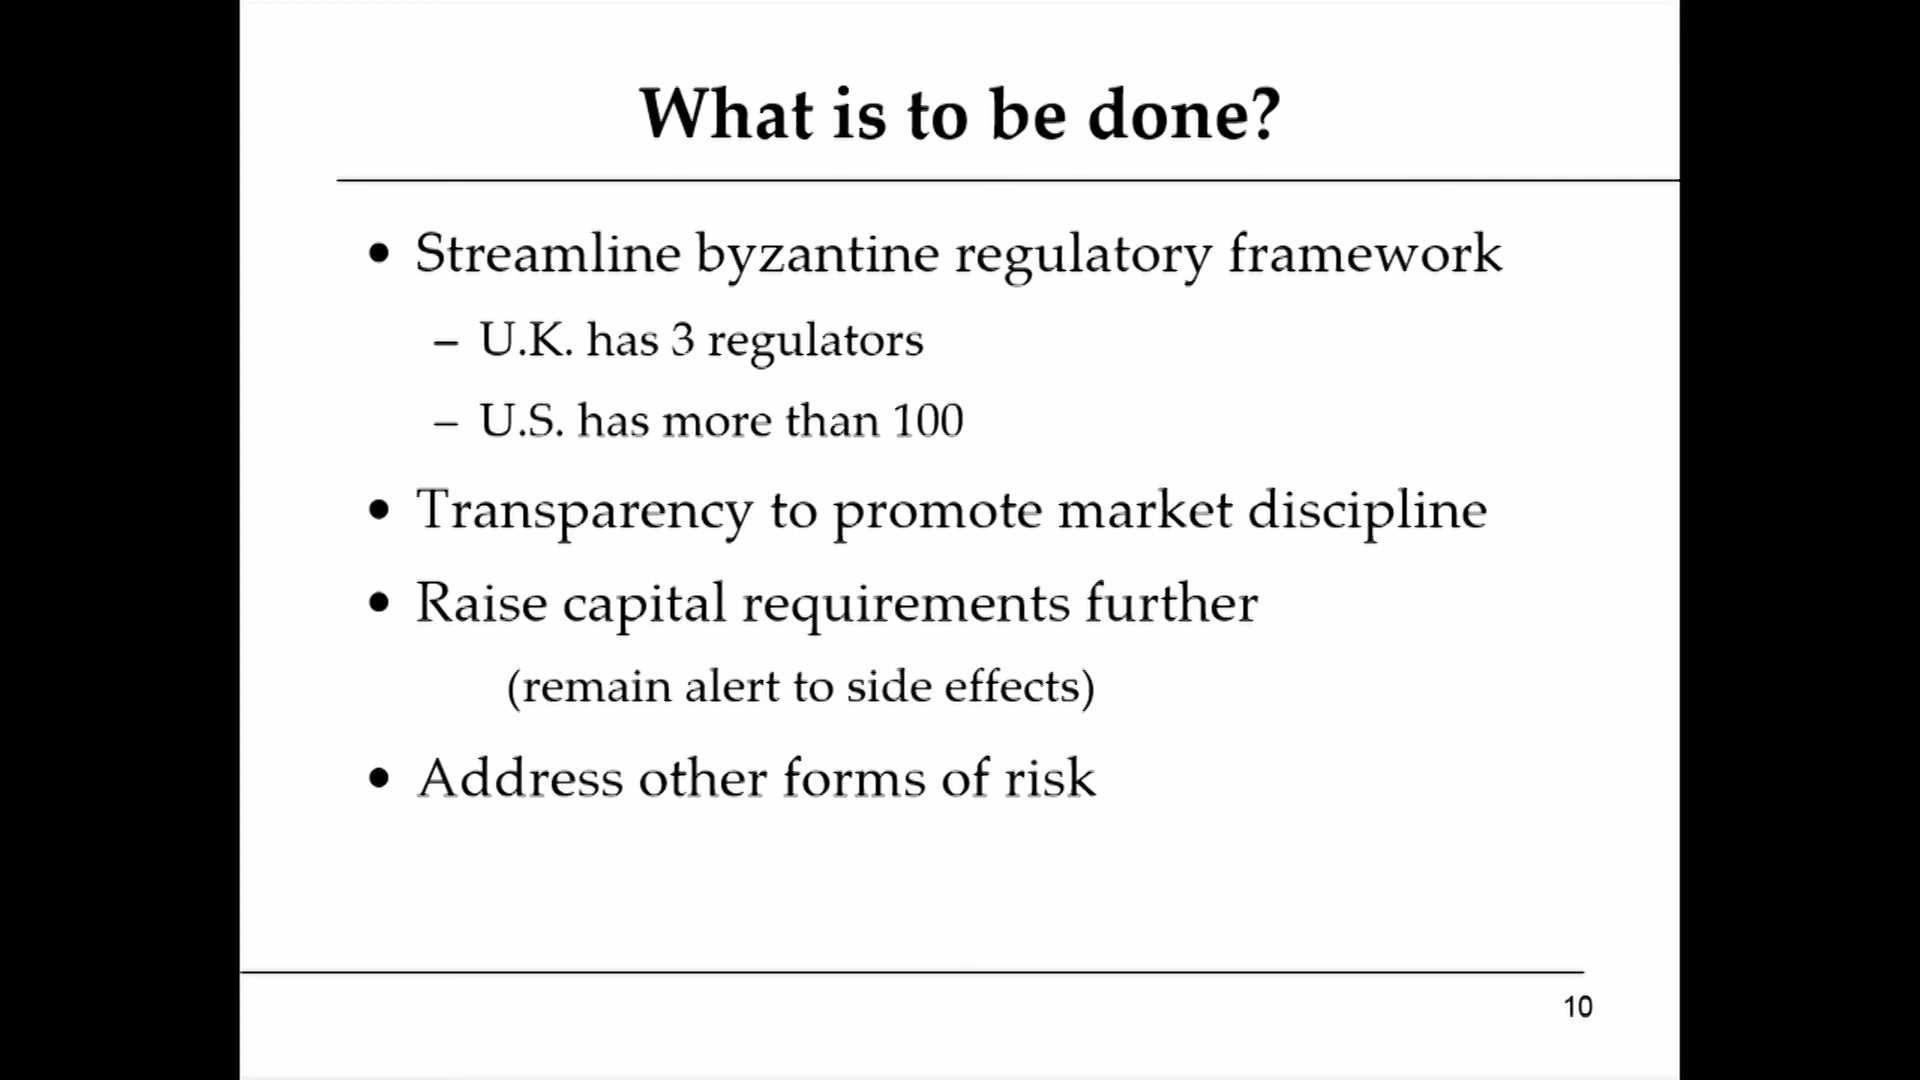 What is to be done?
• Streamline byzantine regulatory framework
– U.K. has 3 regulators
– U.S. has more than 100
• Transparency to promote market discipline
• Raise capital requirements further
(remain alert to side effects)
• Address other forms of risk
10